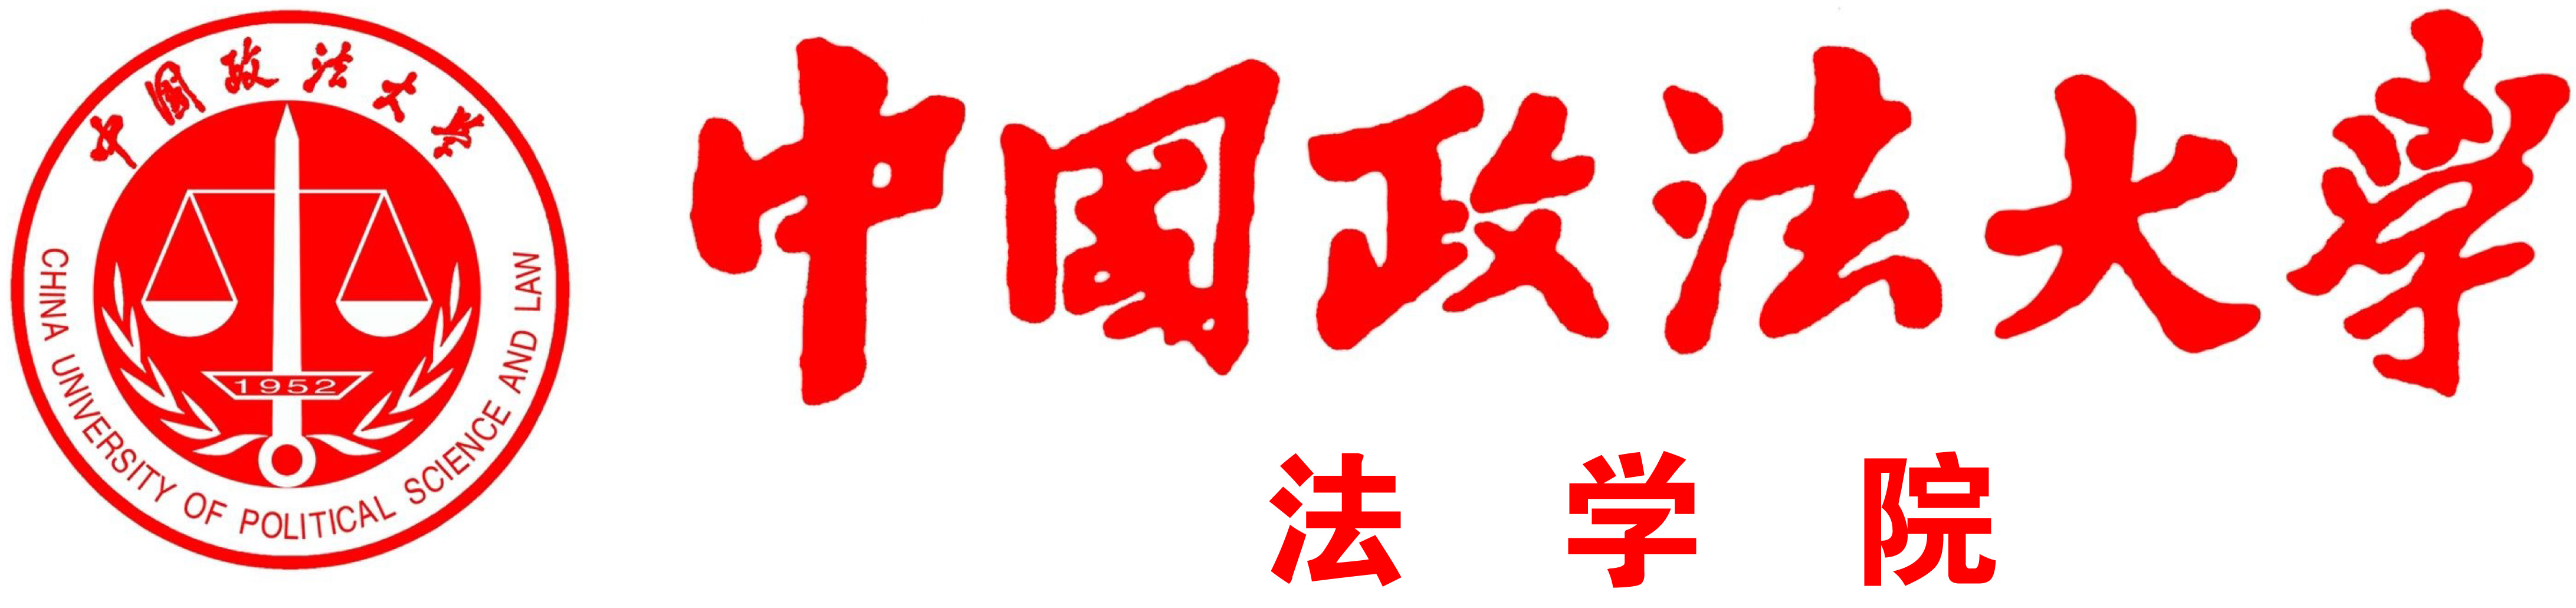 中国政法大学
1952
CHINA UNIVERSITY OF POLITICAL SCIENCE AND LAW
中国政法大学
法学院